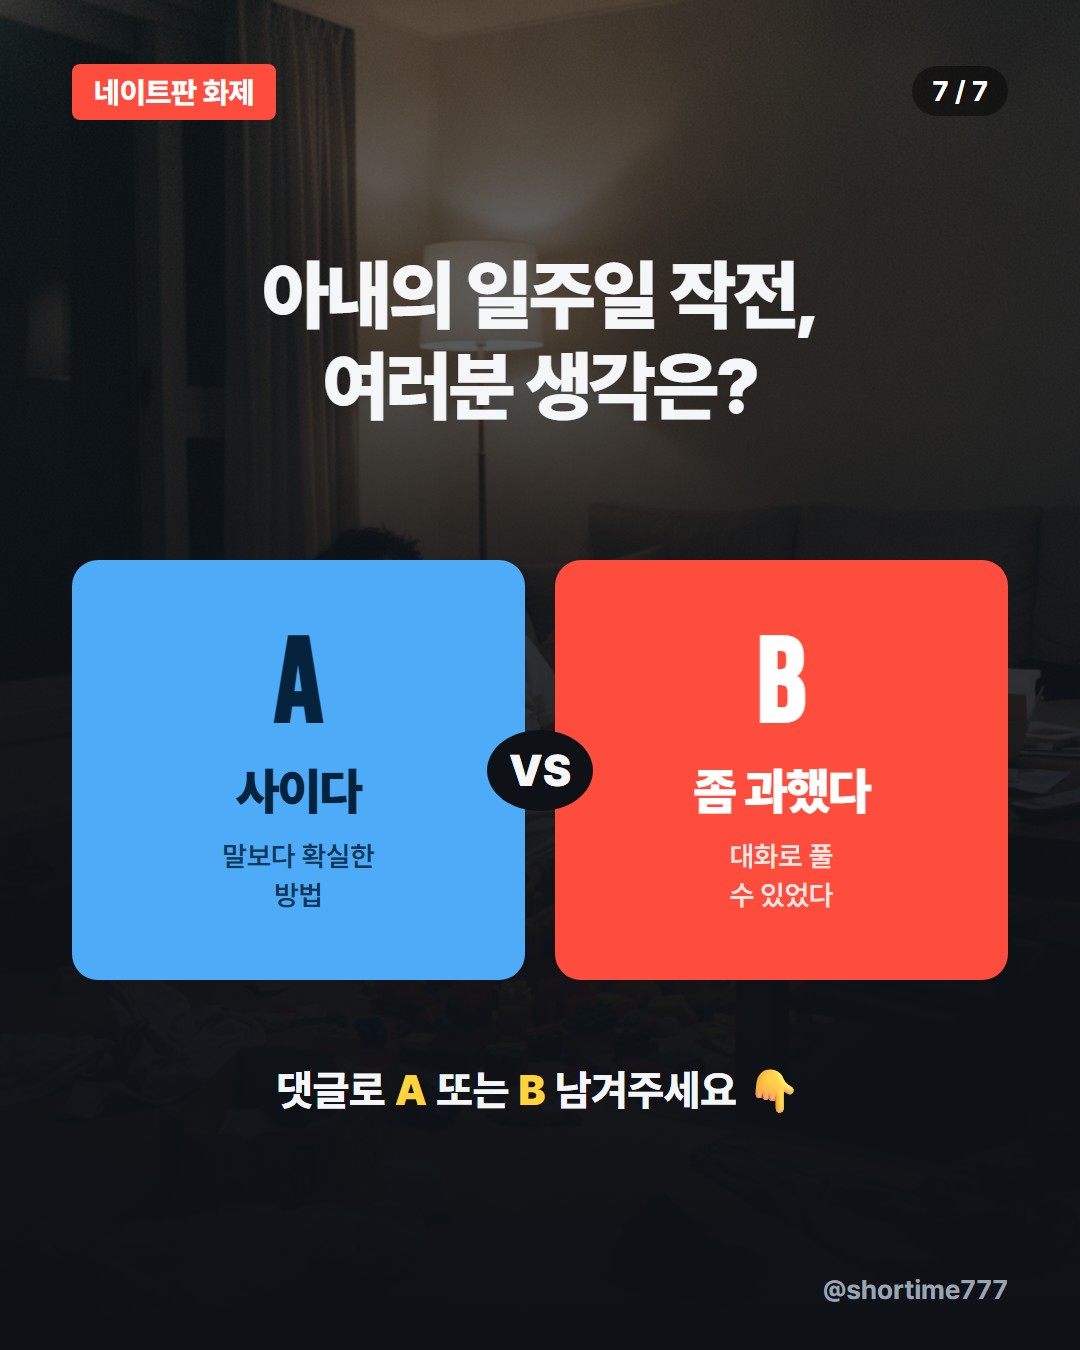 네이트판 화제
7 / 7
아내의 일주일 작전,
여러분 생각은?
A
사이다
말보다 확실한
방법
VS
B
좀 과했다
대화로 풀
수 있었다
댓글로 A 또는 B 남겨주세요 👇
@shortime777